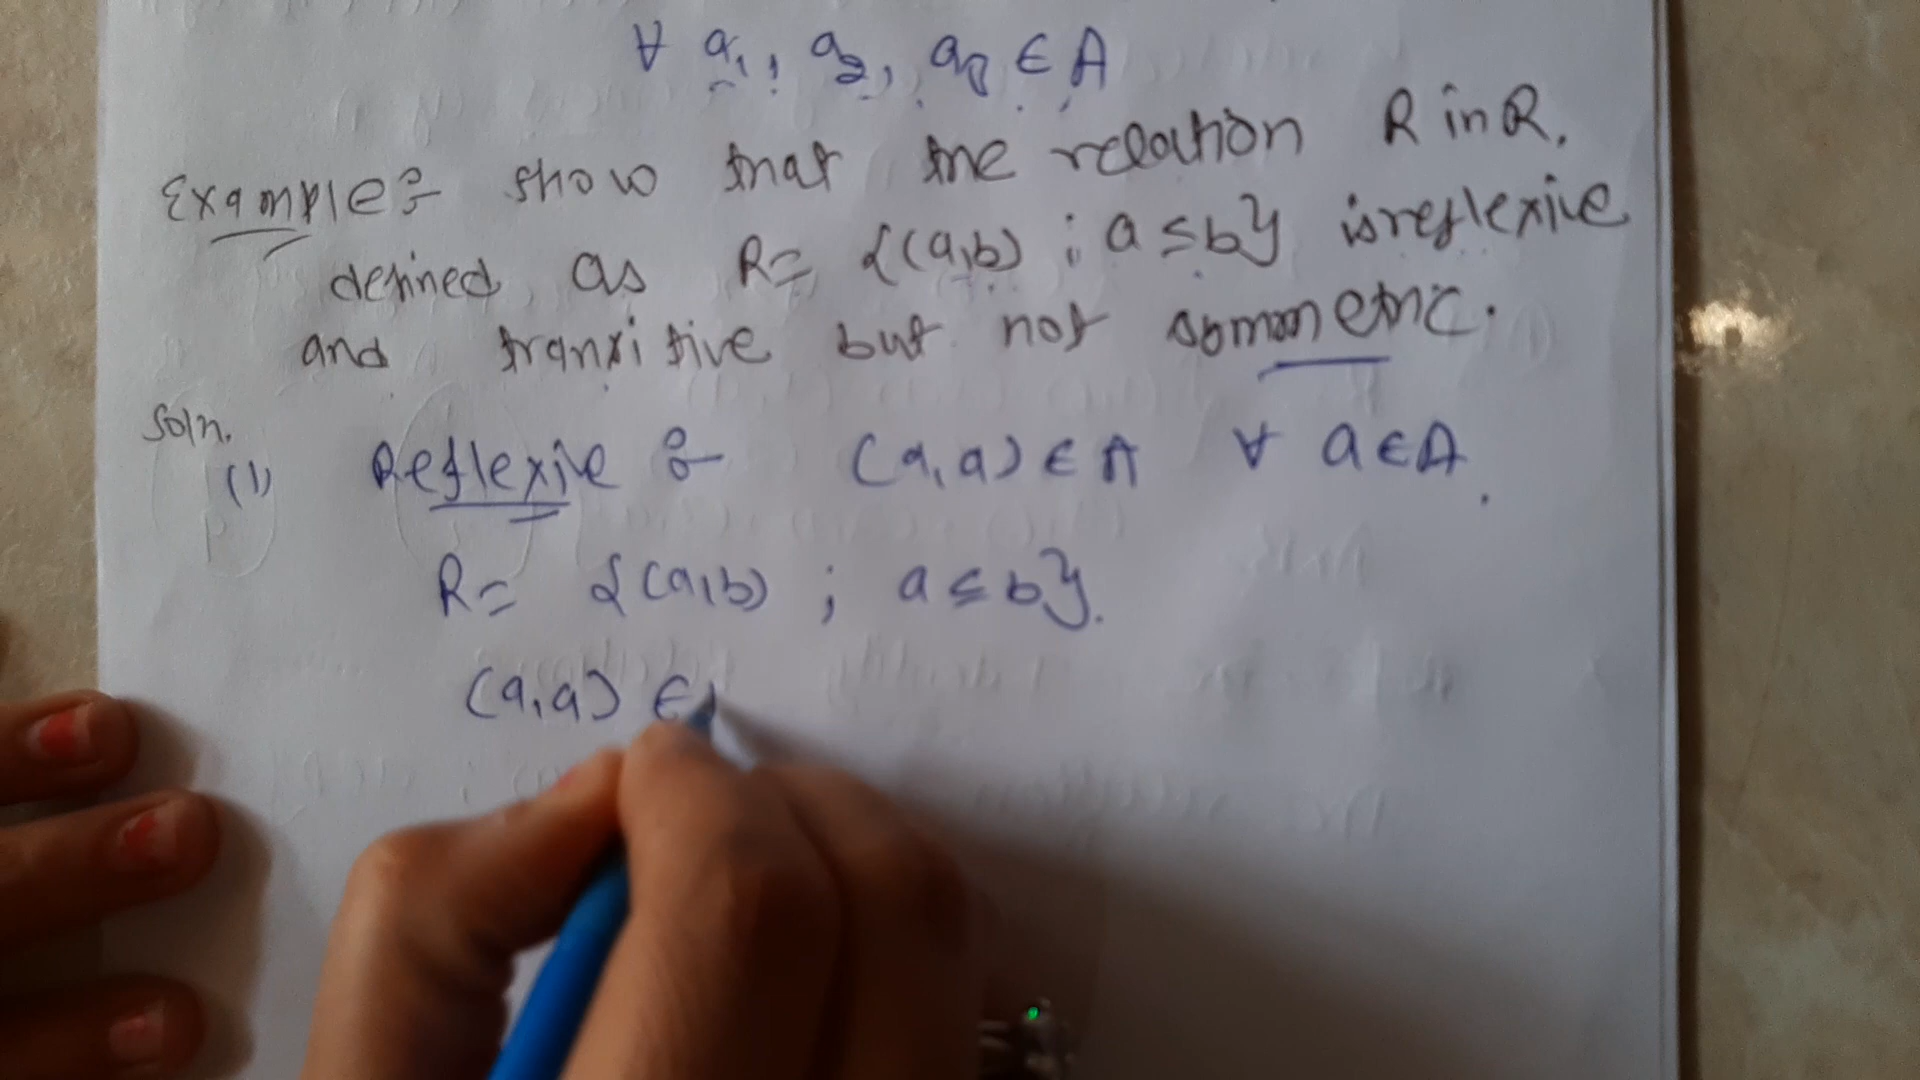 ∀ a₁, a₂, a₃ ∈ A
Example:- show that the relation R in R,
defined as R = {(a,b) ; a ≤ b} is reflexive
and tranxitive but not symmetric.
Soln.
(1) Reflexive :- (a,a) ∈ A ∀ a ∈ A.
R = {(a,b) ; a ≤ b}.
(a,a) ∈